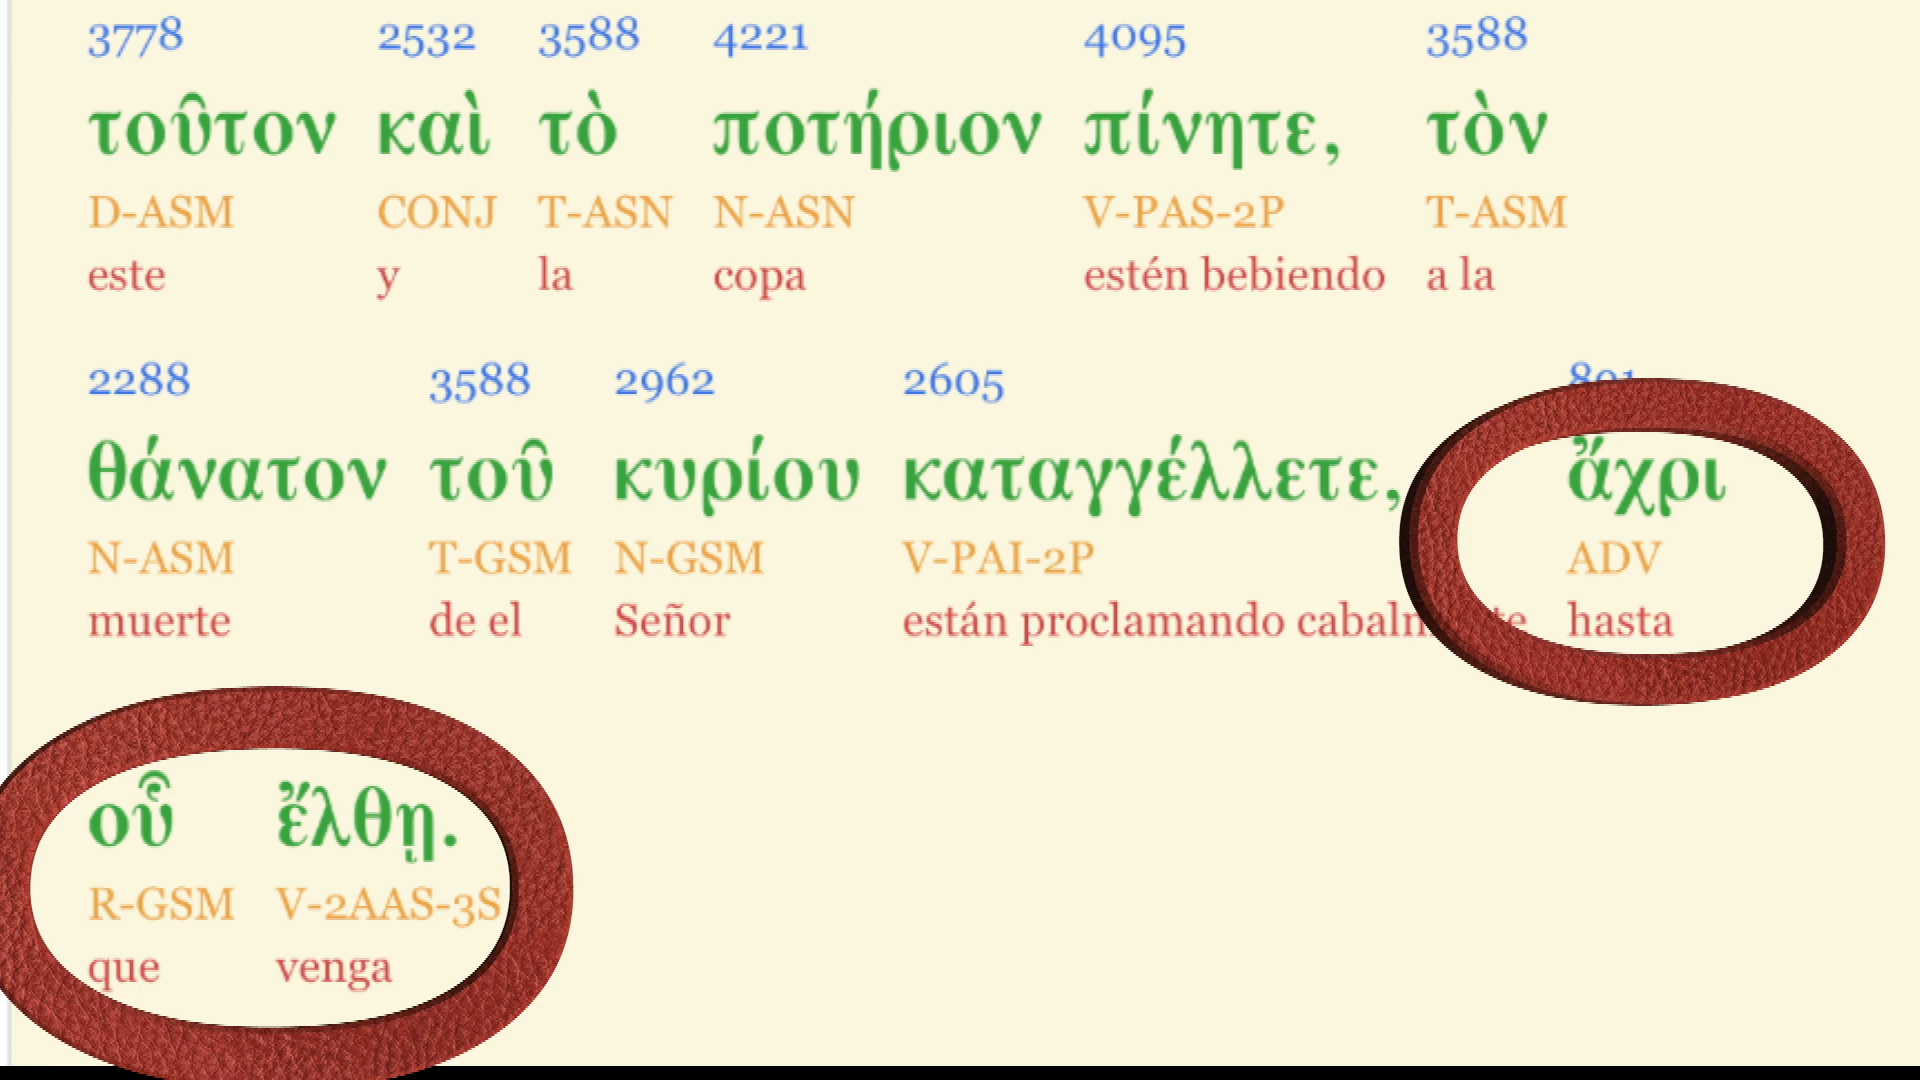 3778 2532 3588 4221 4095 3588
τοῦτον καὶ τὸ ποτήριον πίνητε, τὸν
D-ASM CONJ T-ASN N-ASN V-PAS-2P T-ASM
este y la copa estén bebiendo a la
2288 3588 2962 2605 891
θάνατον τοῦ κυρίου καταγγέλλετε, ἄχρι
N-ASM T-GSM N-GSM V-PAI-2P ADV
muerte de el Señor están proclamando hasta
οὗ ἔλθῃ.
R-GSM V-2AAS-3S
que venga